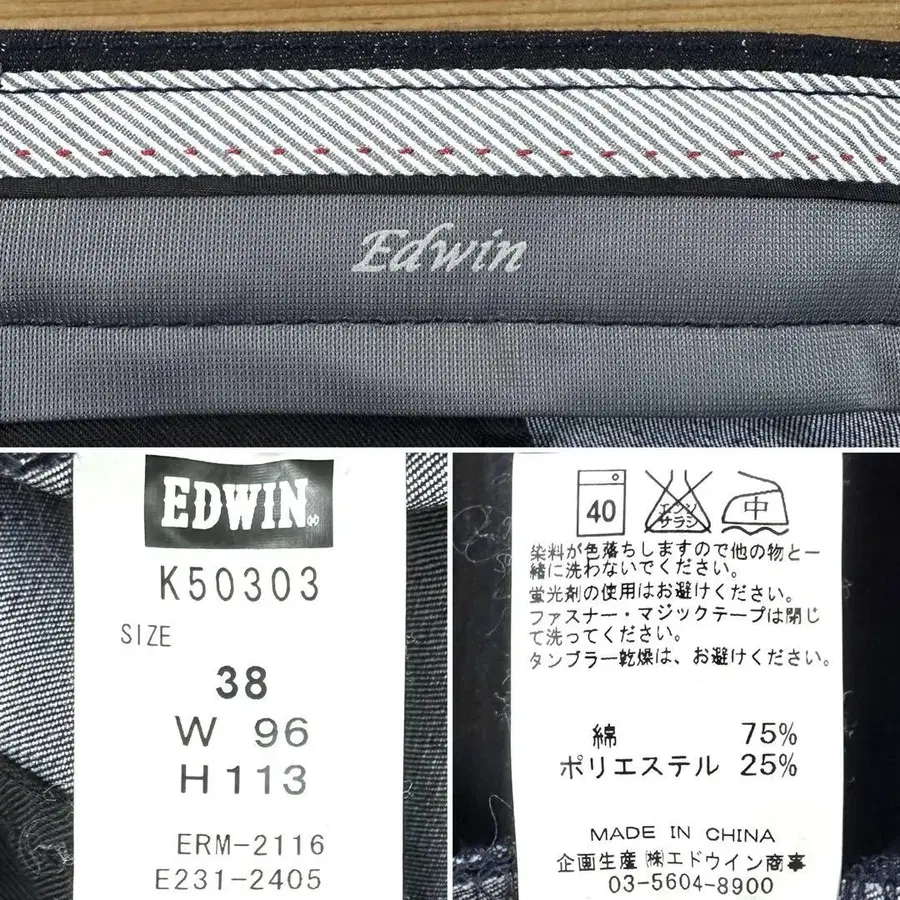 Edwin
EDWIN
K50303
SIZE
38
W 96
H113
ERM-2116
E231-2405
40
エンソ
サラシ
中
染料が色落ちしますので他の物と一
緒に洗わないでください。
蛍光剤の使用はお避けください。
ファスナー・マジックテープは閉じ
て洗ってください。
タンブラー乾燥は、お避けください。
綿 75%
ポリエステル 25%
MADE IN CHINA
企画生産 ㈱エドウイン商事
03-5604-8900